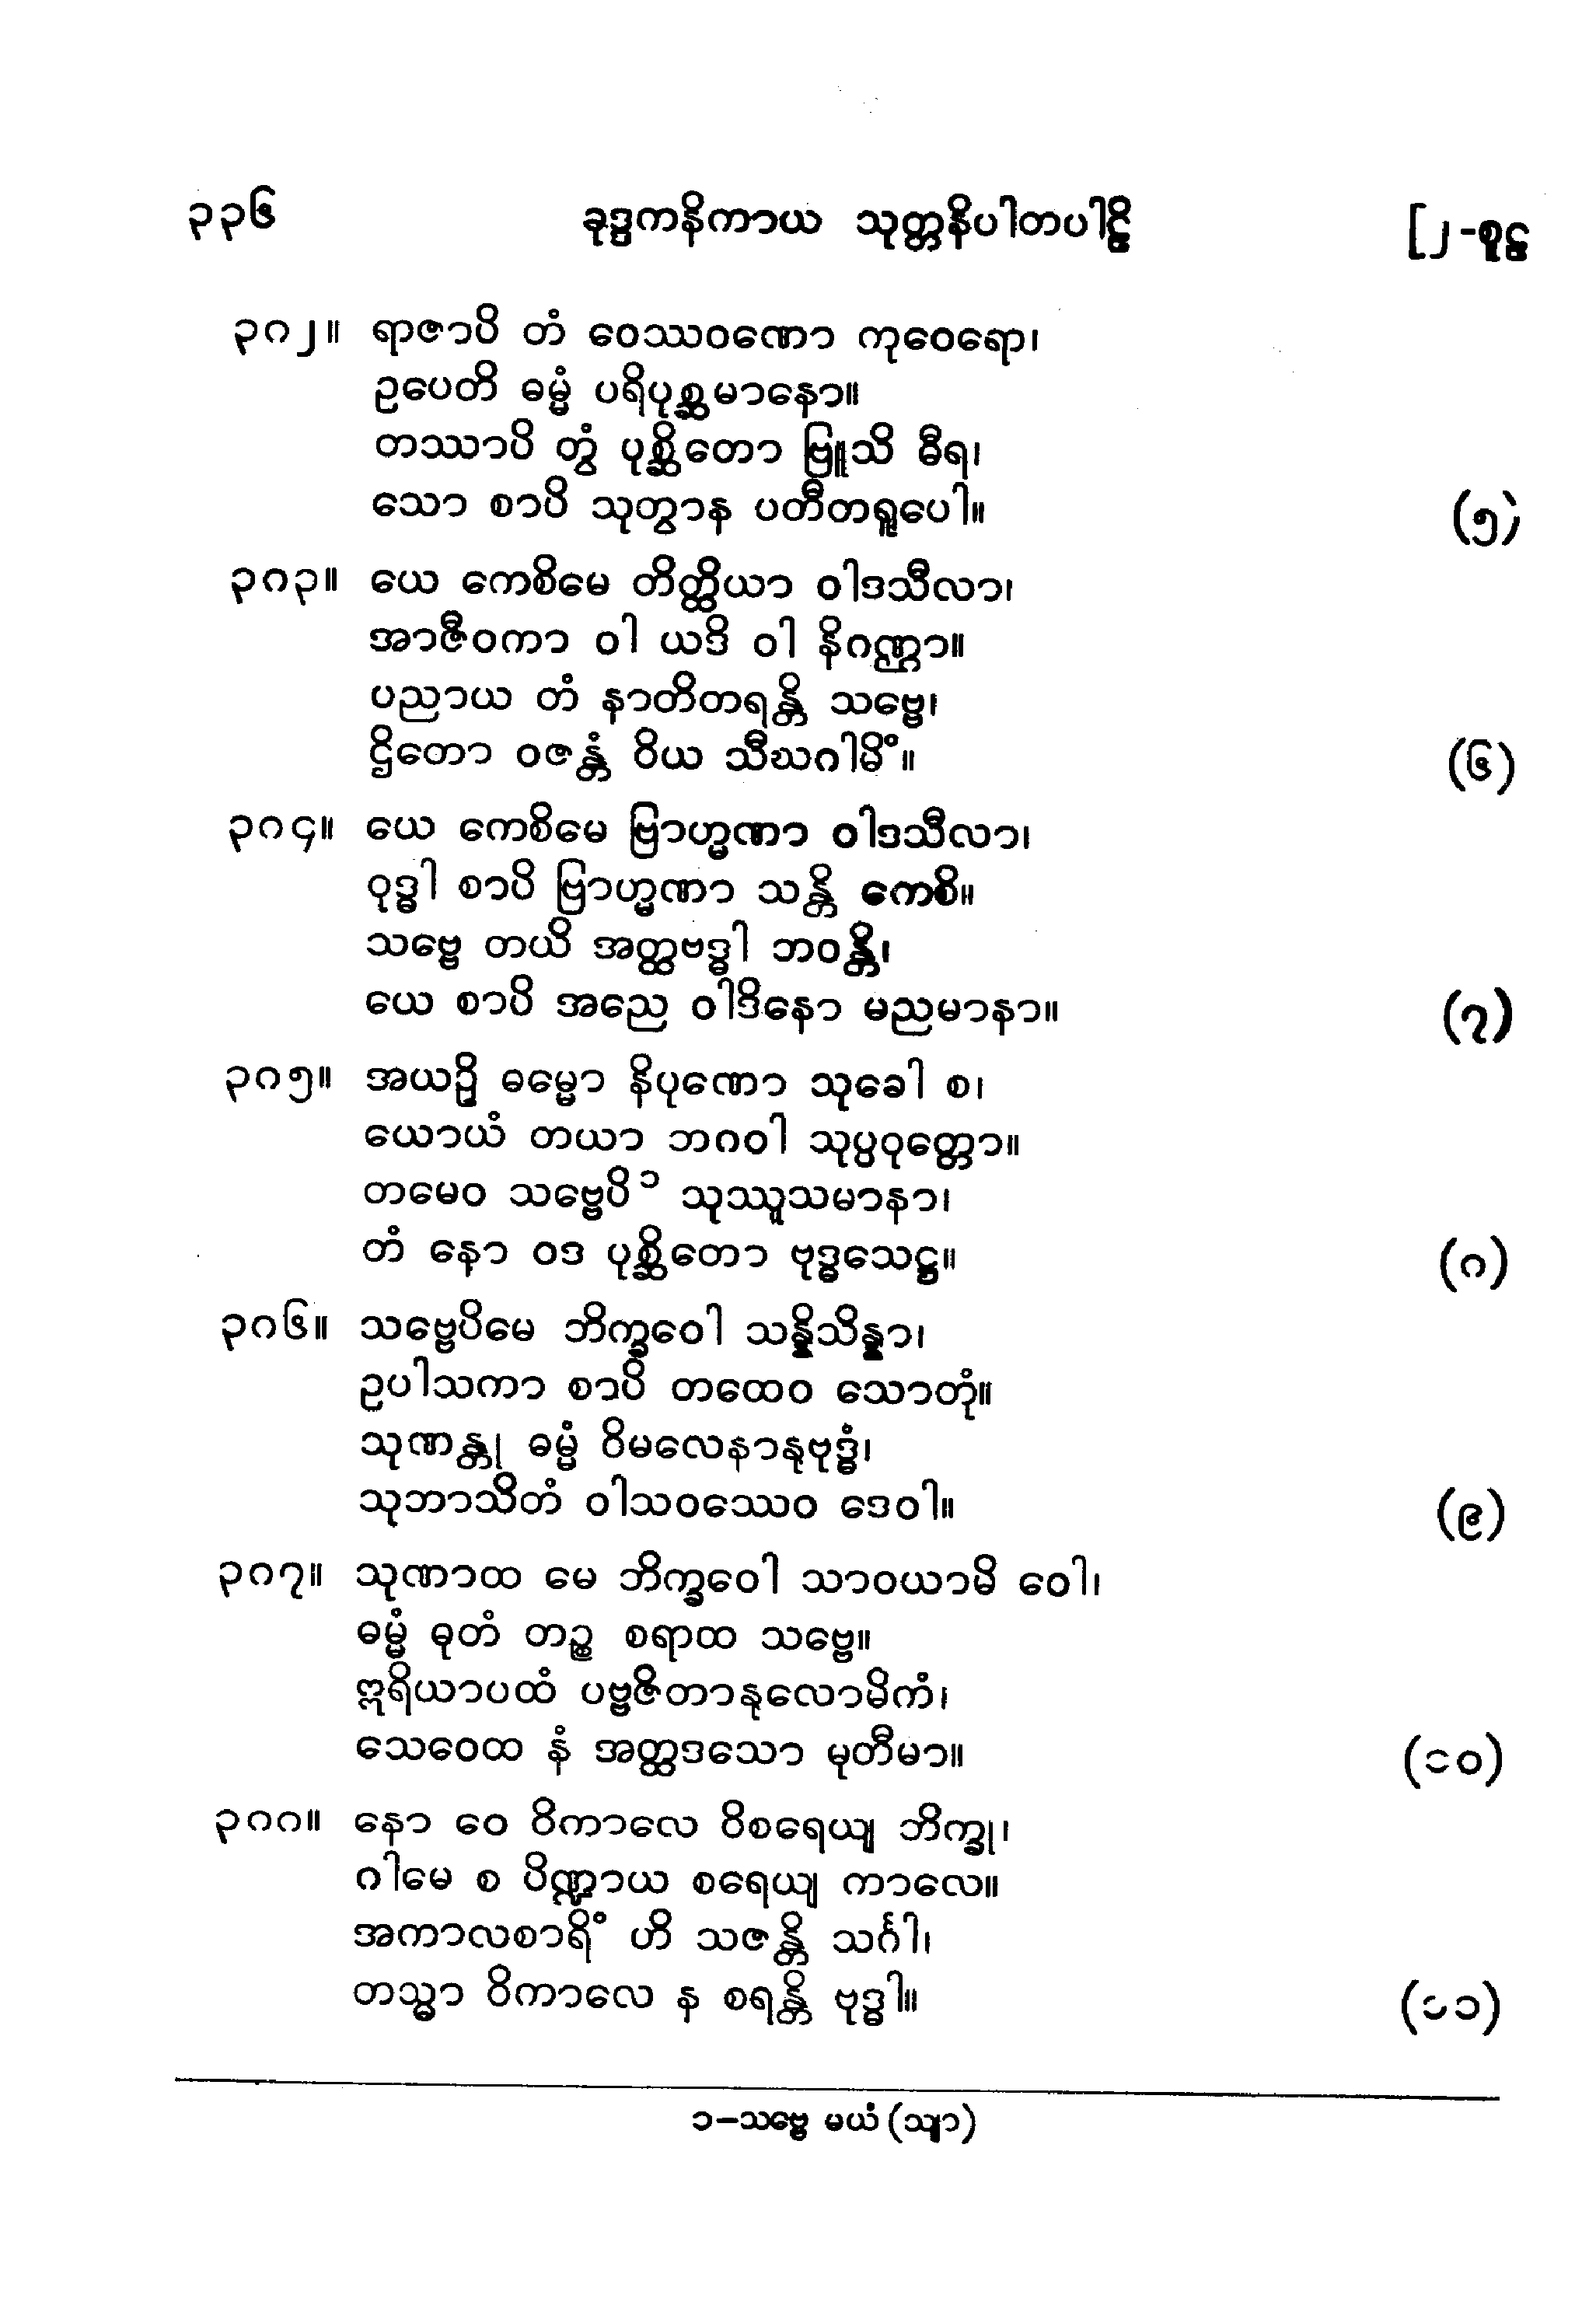 ၃၃၆ ခုဒ္ဒကနိကာယ သုတ္တနိပါတပါဠိ [၂-စူဠ
၃၈၂။ ရာဇာပိ တံ ဝေဿဝဏော ကုဝေရော၊
ဥပေတိ ဓမ္မံ ပရိပုစ္ဆမာနော။
တဿာပိ တွံ ပုစ္ဆိတော ဗြူသိ ဓီရ၊
သော စာပိ သုတွာန ပတီတရူပေါ။ (၅)
၃၈၃။ ယေ ကေစိမေ တိတ္ထိယာ ဝါဒသီလာ၊
အာဇီဝကာ ဝါ ယဒိ ဝါ နိဂဏ္ဌာ။
ပညာယ တံ နာတိတရန္တိ သဗ္ဗေ၊
ဌိတော ဝဇန္တံ ဝိယ သီဃဂါမိံ။ (၆)
၃၈၄။ ယေ ကေစိမေ ဗြာဟ္မဏာ ဝါဒသီလာ၊
ဝုဒ္ဓါ စာပိ ဗြာဟ္မဏာ သန္တိ ကေစိ။
သဗ္ဗေ တယိ အတ္ထဗဒ္ဓါ ဘဝန္တိ၊
ယေ စာပိ အညေ ဝါဒိနော မညမာနာ။ (၇)
၃၈၅။ အယဉှိ ဓမ္မော နိပုဏော သုခေါ စ၊
ယောယံ တယာ ဘဂဝါ သုပ္ပဝုတ္တော။
တမေဝ သဗ္ဗေပိ ၁ သုဿူသမာနာ၊
တံ နော ဝဒ ပုစ္ဆိတော ဗုဒ္ဓသေဋ္ဌ။ (၈)
၃၈၆။ သဗ္ဗေပိမေ ဘိက္ခဝေါ သန္နိသိန္နာ၊
ဥပါသကာ စာပိ တထေဝ သောတုံ။
သုဏန္တု ဓမ္မံ ဝိမလေနာနုဗုဒ္ဓံ၊
သုဘာသိတံ ဝါသဝဿေဝ ဒေဝါ။ (၉)
၃၈၇။ သုဏာထ မေ ဘိက္ခဝေါ သာဝယာမိ ဝေါ၊
ဓမ္မံ ဓုတံ တဉ္စ စရာထ သဗ္ဗေ။
ဣရိယာပထံ ပဗ္ဗဇိတာနုလောမိကံ၊
သေဝေထ နံ အတ္ထဒသော မုတီမာ။ (၁၀)
၃၈၈။ နော ဝေ ဝိကာလေ ဝိစရေယျ ဘိက္ခု၊
ဂါမေ စ ပိဏ္ဍာယ စရေယျ ကာလေ။
အကာလစာရိံ ဟိ သဇန္တိ သင်္ဂါ၊
တသ္မာ ဝိကာလေ န စရန္တိ ဗုဒ္ဓါ။ (၁၁)
၁-သဗ္ဗေ မယံ (သျာ)